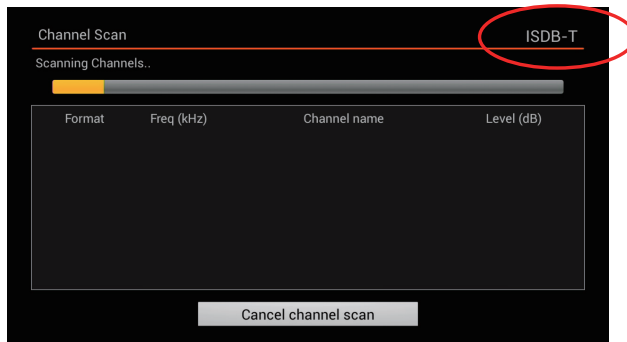 Channel Scan ISDB-T
Scanning Channels..
Format Freq (kHz) Channel name Level (dB)
Cancel channel scan